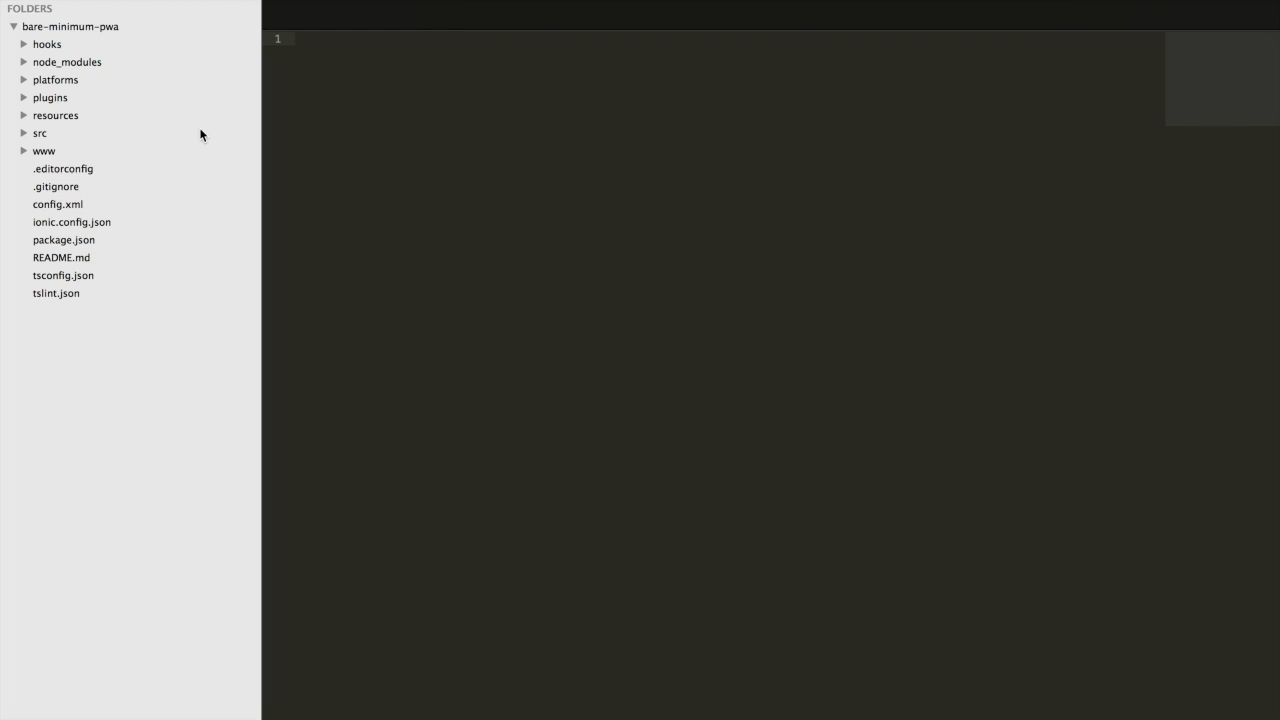 FOLDERS
bare-minimum-pwa
hooks
node_modules
platforms
plugins
resources
src
www
.editorconfig
.gitignore
config.xml
ionic.config.json
package.json
README.md
tsconfig.json
tslint.json
1